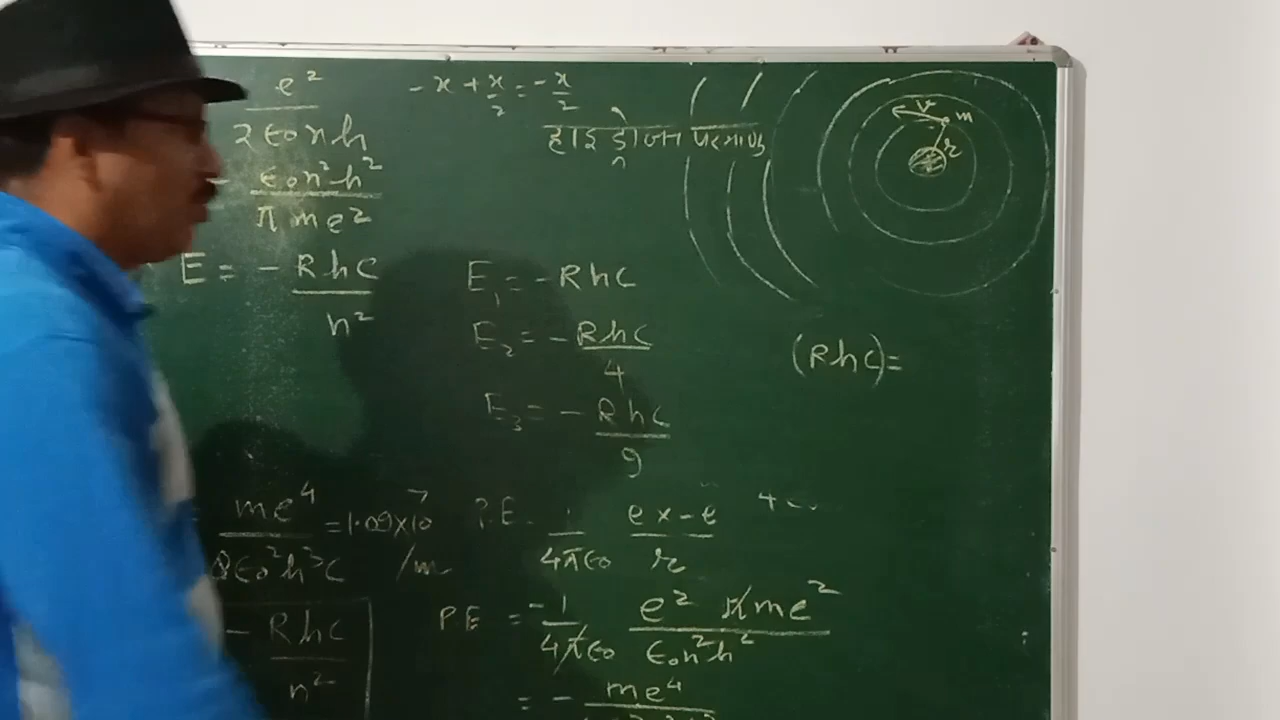 e²
2ϵ₀nh
ϵ₀n²h²
πme²
E = - RhC
n²
me⁴ = 1.09×10⁷
8ϵ₀²h³C /m
- RhC
n²
-x + x/2 = -x/2
हाइड्रोजन परमाणु
E₁ = -RhC
E₂ = - RhC
4
E₃ = - RhC
9
P.E. 1 e×-e
4πϵ₀ r
PE = -1 e² πme²
4πϵ₀ ϵ₀n²h²
= - me⁴
v m
r
(RhC)=